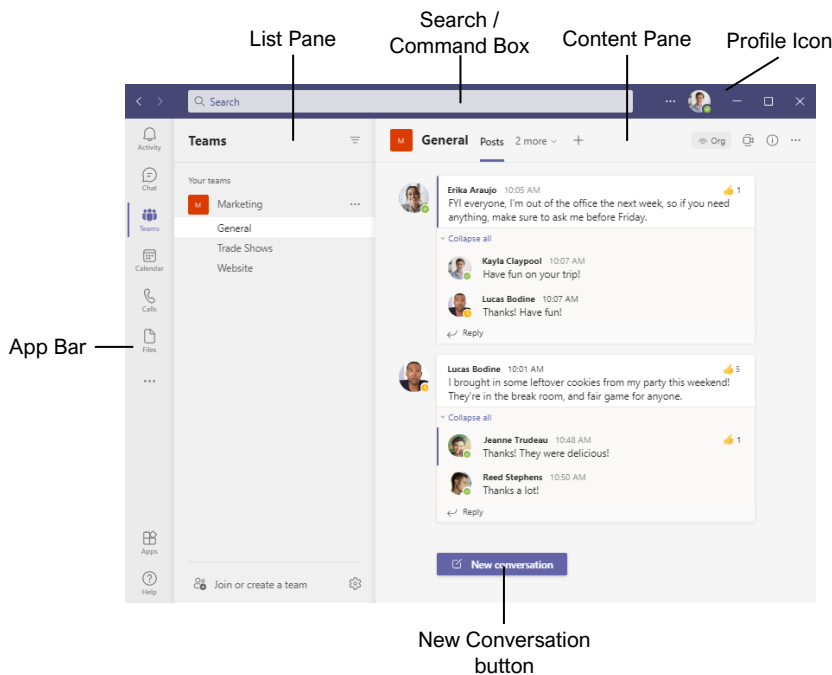 List Pane
Search /
Command Box
Content Pane
Profile Icon
Search
Activity
Chat
Teams
Calendar
Calls
Files
Apps
Help
App Bar
Teams
Your teams
M Marketing
General
Trade Shows
Website
Join or create a team
M General Posts 2 more +
Org
Erika Araujo 10:05 AM 👍 1
FYI everyone, I'm out of the office the next week, so if you need
anything, make sure to ask me before Friday.
Collapse all
Kayla Claypool 10:07 AM
Have fun on your trip!
Lucas Bodine 10:07 AM
Thanks! Have fun!
Reply
Lucas Bodine 10:01 AM 👍 5
I brought in some leftover cookies from my party this weekend!
They're in the break room, and fair game for anyone.
Collapse all
Jeanne Trudeau 10:48 AM 👍 1
Thanks! They were delicious!
Reed Stephens 10:50 AM
Thanks a lot!
Reply
New conversation
New Conversation
button